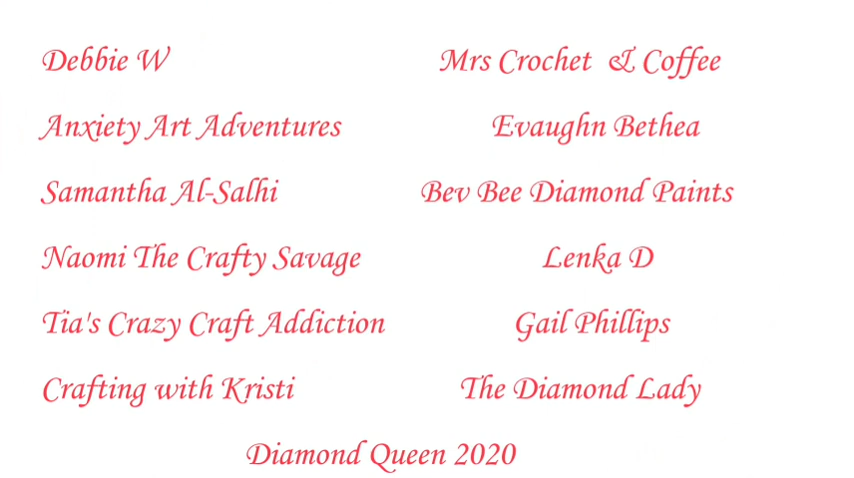 Debbie W
Mrs Crochet & Coffee
Anxiety Art Adventures
Evaughn Bethea
Samantha Al-Salhi
Bev Bee Diamond Paints
Naomi The Crafty Savage
Lenka D
Tia's Crazy Craft Addiction
Gail Phillips
Crafting with Kristi
The Diamond Lady
Diamond Queen 2020